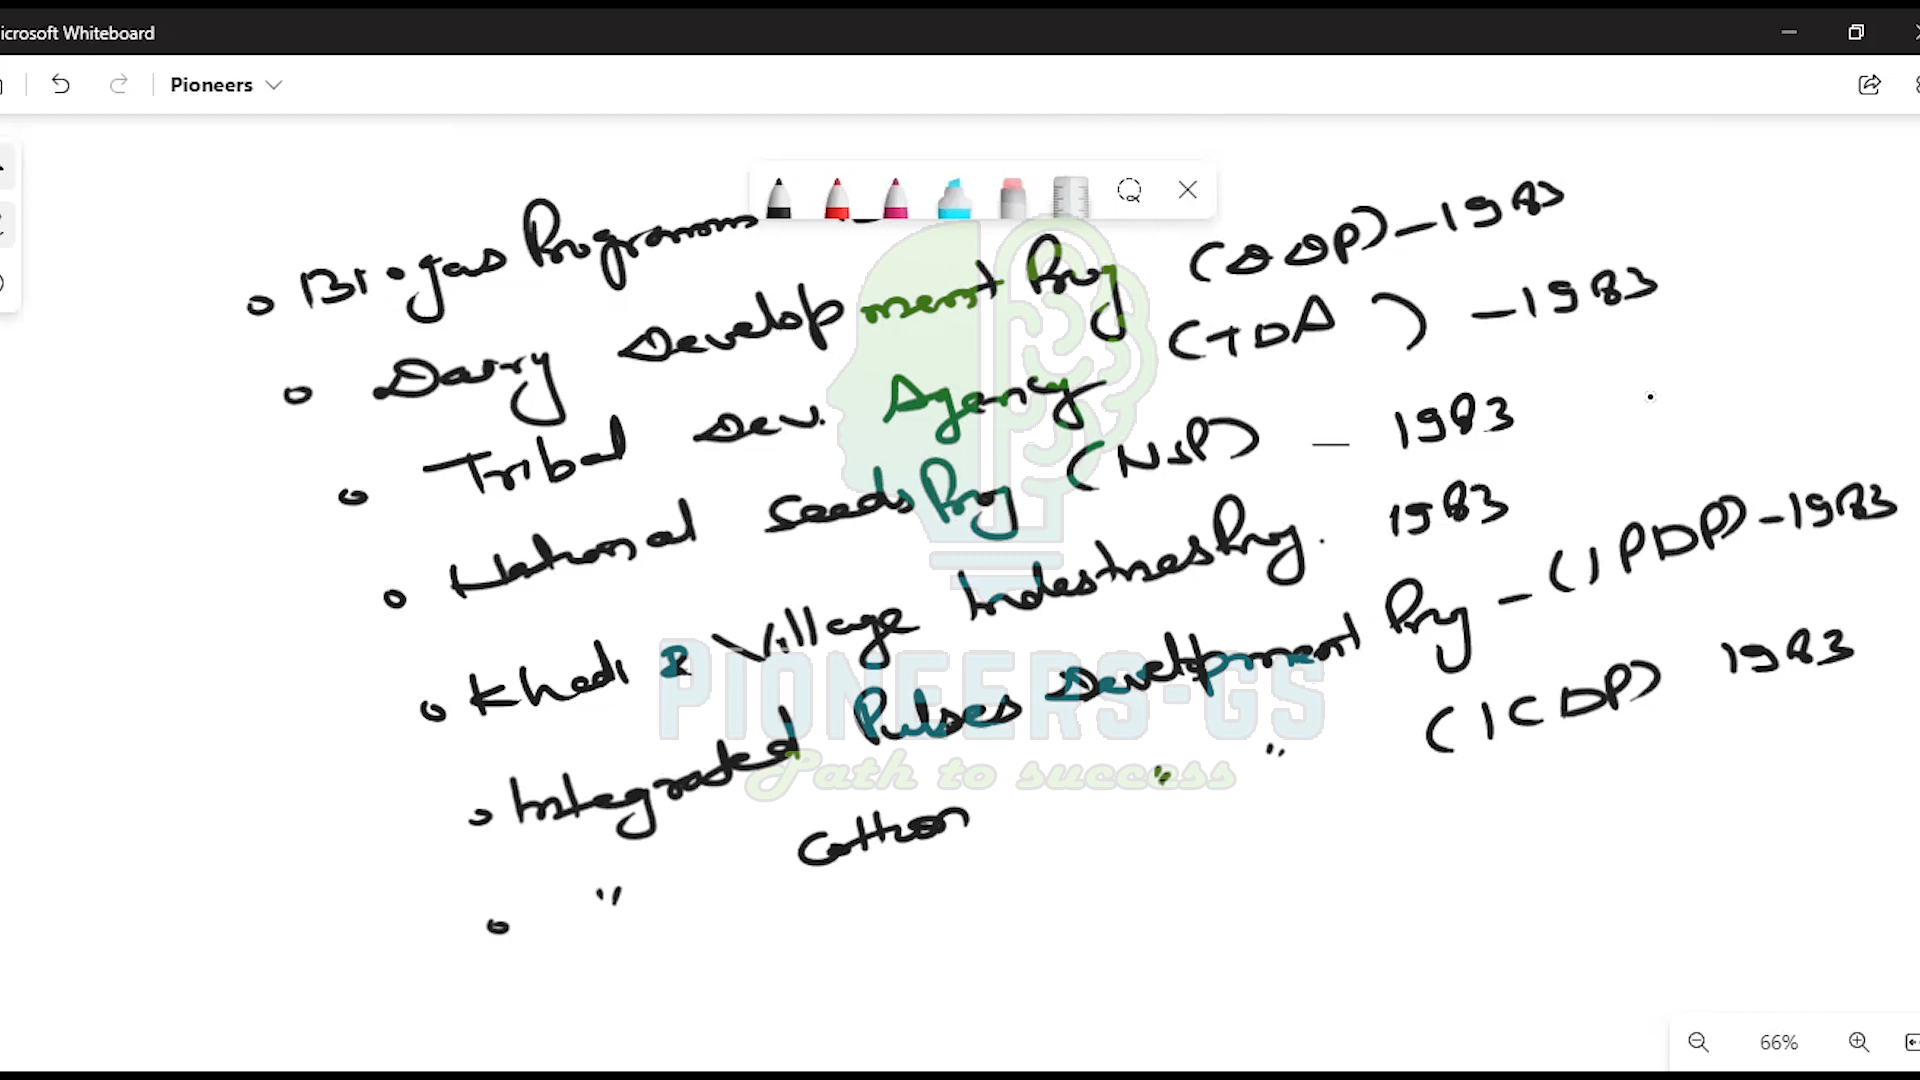 icrosoft Whiteboard
Pioneers
• Biogas Programm
• Dairy Development Prog (DDP) - 1983
• Tribal Dev. Agency (TDA) - 1983
• National Seeds Prog (NSP) - 1983
• Khadi & Village Industries Prog. 1983
• Integrated Pulses Development Prog - (IPDP) - 1983
• " Cotton " " (ICDP) 1983
PIONEERS-GS
Path to success
66%